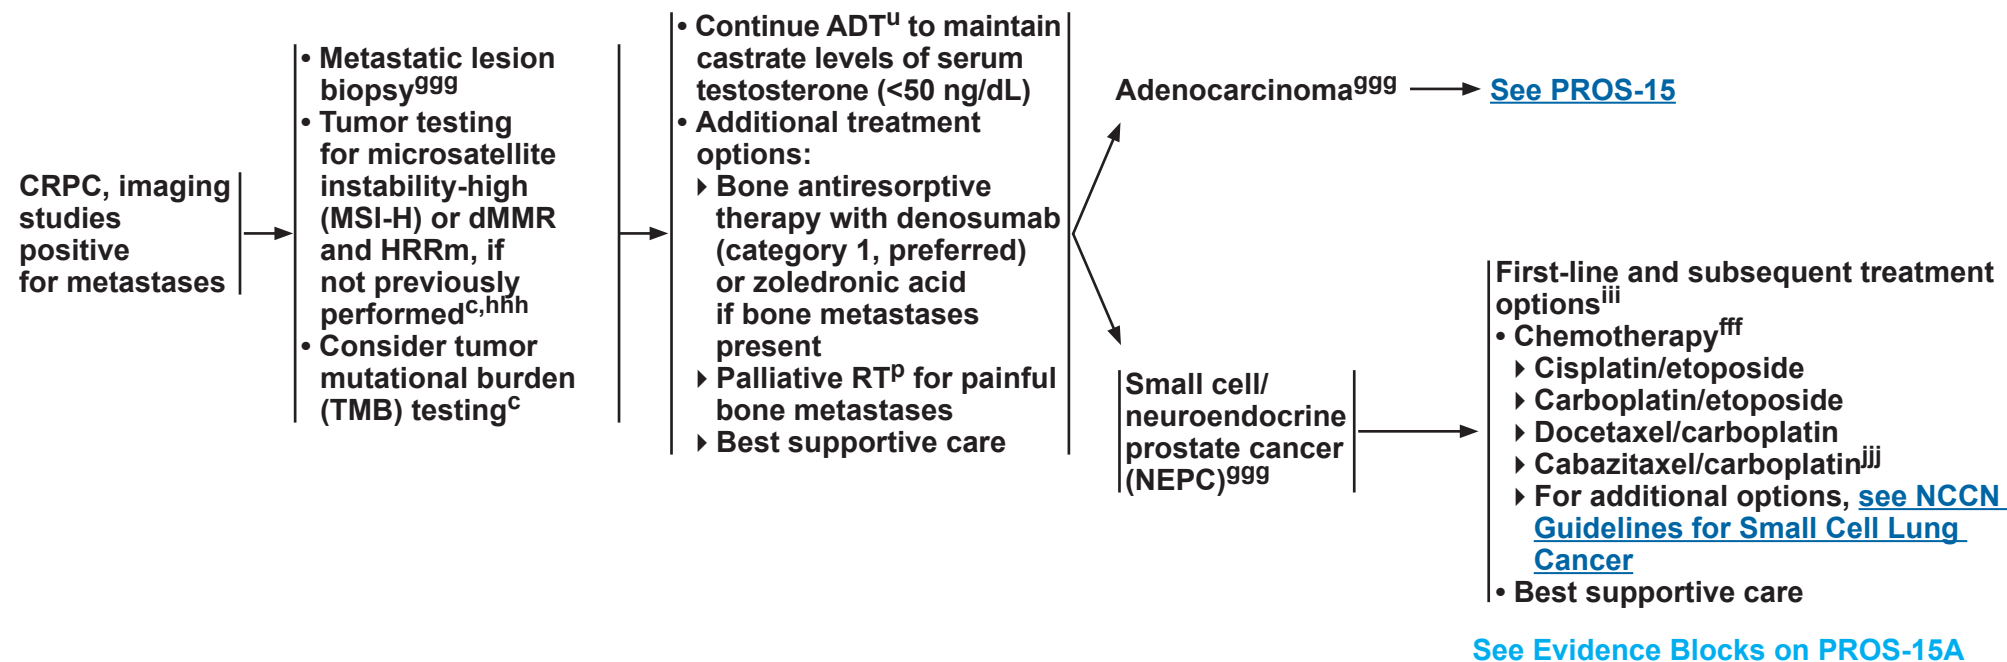 CRPC, imaging
studies
positive
for metastases
• Metastatic lesion
biopsyggg
• Tumor testing
for microsatellite
instability-high
(MSI-H) or dMMR
and HRRm, if
not previously
performedc,hhh
• Consider tumor
mutational burden
(TMB) testingc
• Continue ADTu to maintain
castrate levels of serum
testosterone (<50 ng/dL)
• Additional treatment
options:
▸ Bone antiresorptive
therapy with denosumab
(category 1, preferred)
or zoledronic acid
if bone metastases
present
▸ Palliative RTp for painful
bone metastases
▸ Best supportive care
Adenocarcinomaggg
See PROS-15
Small cell/
neuroendocrine
prostate cancer
(NEPC)ggg
First-line and subsequent treatment
optionsiii
• Chemotherapyfff
▸ Cisplatin/etoposide
▸ Carboplatin/etoposide
▸ Docetaxel/carboplatin
▸ Cabazitaxel/carboplatinjjj
▸ For additional options, see NCCN
Guidelines for Small Cell Lung
Cancer
• Best supportive care
See Evidence Blocks on PROS-15A